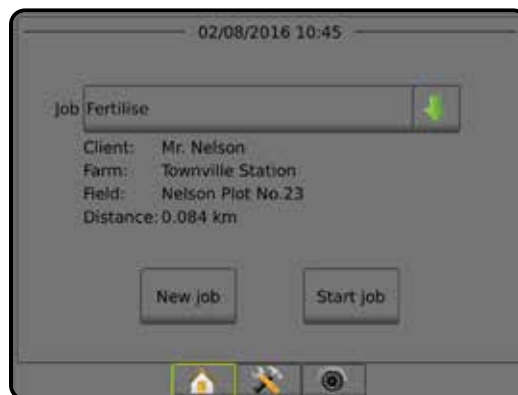 02/08/2016 10:45
Job Fertilise
Client: Mr. Nelson
Farm: Townville Station
Field: Nelson Plot No.23
Distance: 0.084 km
New job Start job